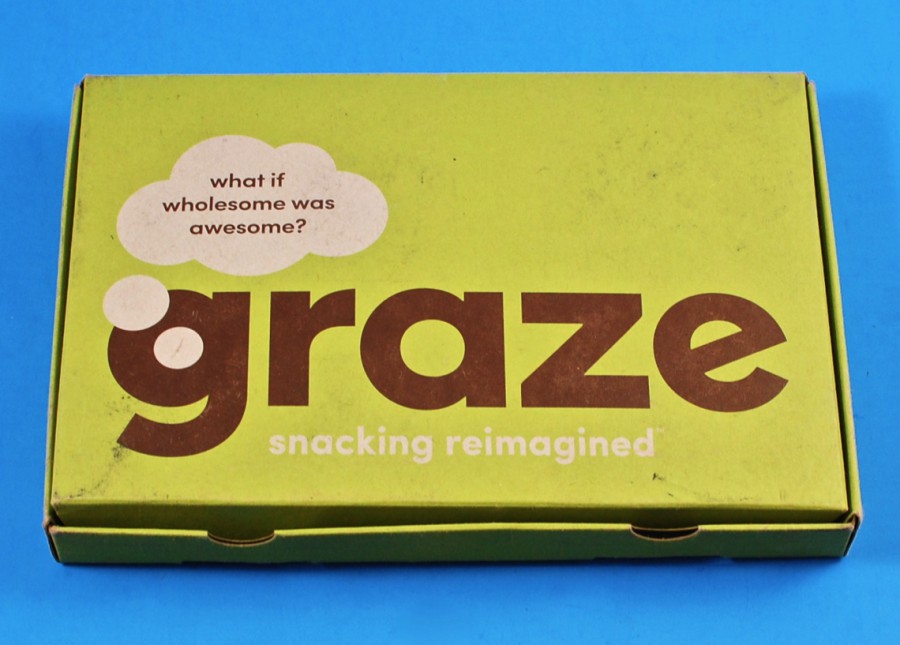 what if
wholesome was
awesome?
graze
snacking reimagined™